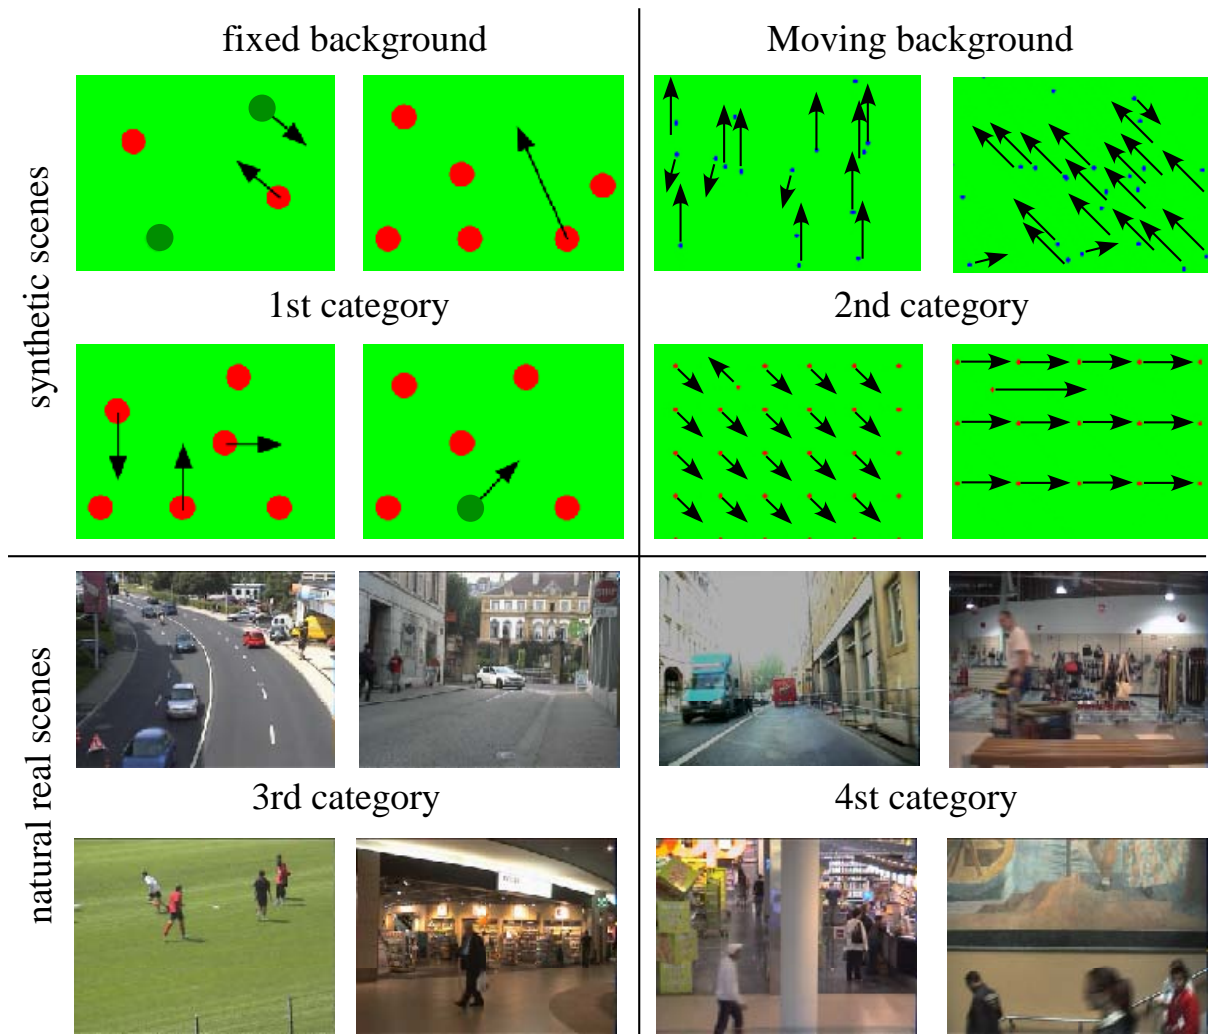 fixed background
Moving background
synthetic scenes
1st category
2nd category
natural real scenes
3rd category
4st category